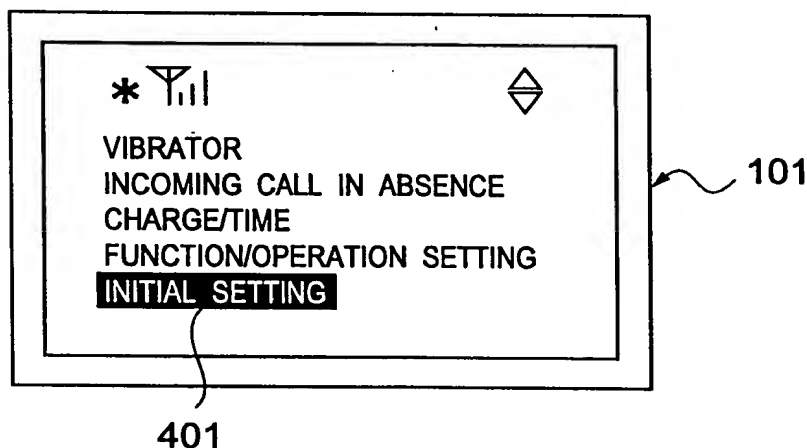 *
VIBRATOR
INCOMING CALL IN ABSENCE
CHARGE/TIME
FUNCTION/OPERATION SETTING
INITIAL SETTING
101
401